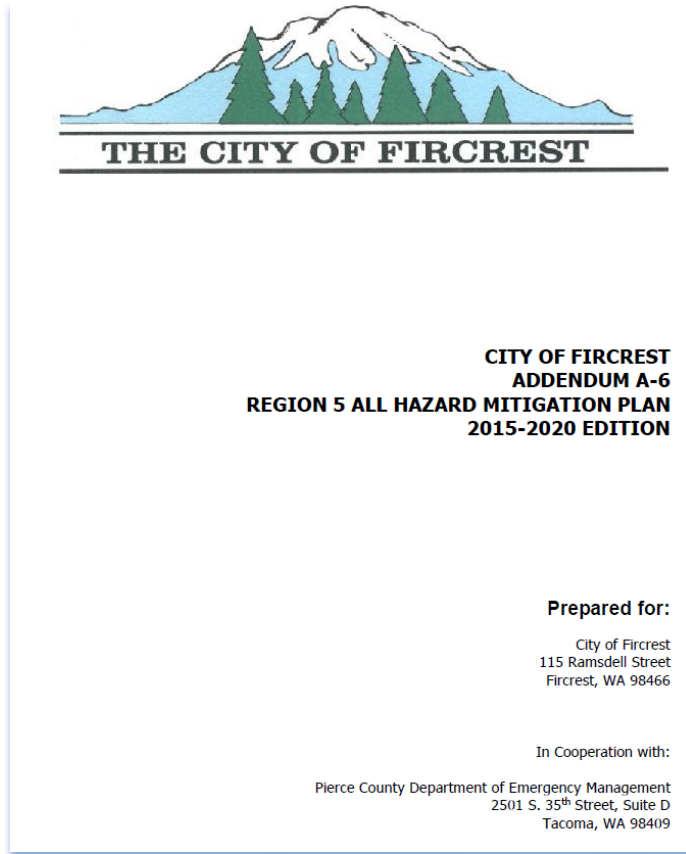 THE CITY OF FIRCREST
CITY OF FIRCREST
ADDENDUM A-6
REGION 5 ALL HAZARD MITIGATION PLAN
2015-2020 EDITION
Prepared for:
City of Fircrest
115 Ramsdell Street
Fircrest, WA 98466
In Cooperation with:
Pierce County Department of Emergency Management
2501 S. 35th Street, Suite D
Tacoma, WA 98409